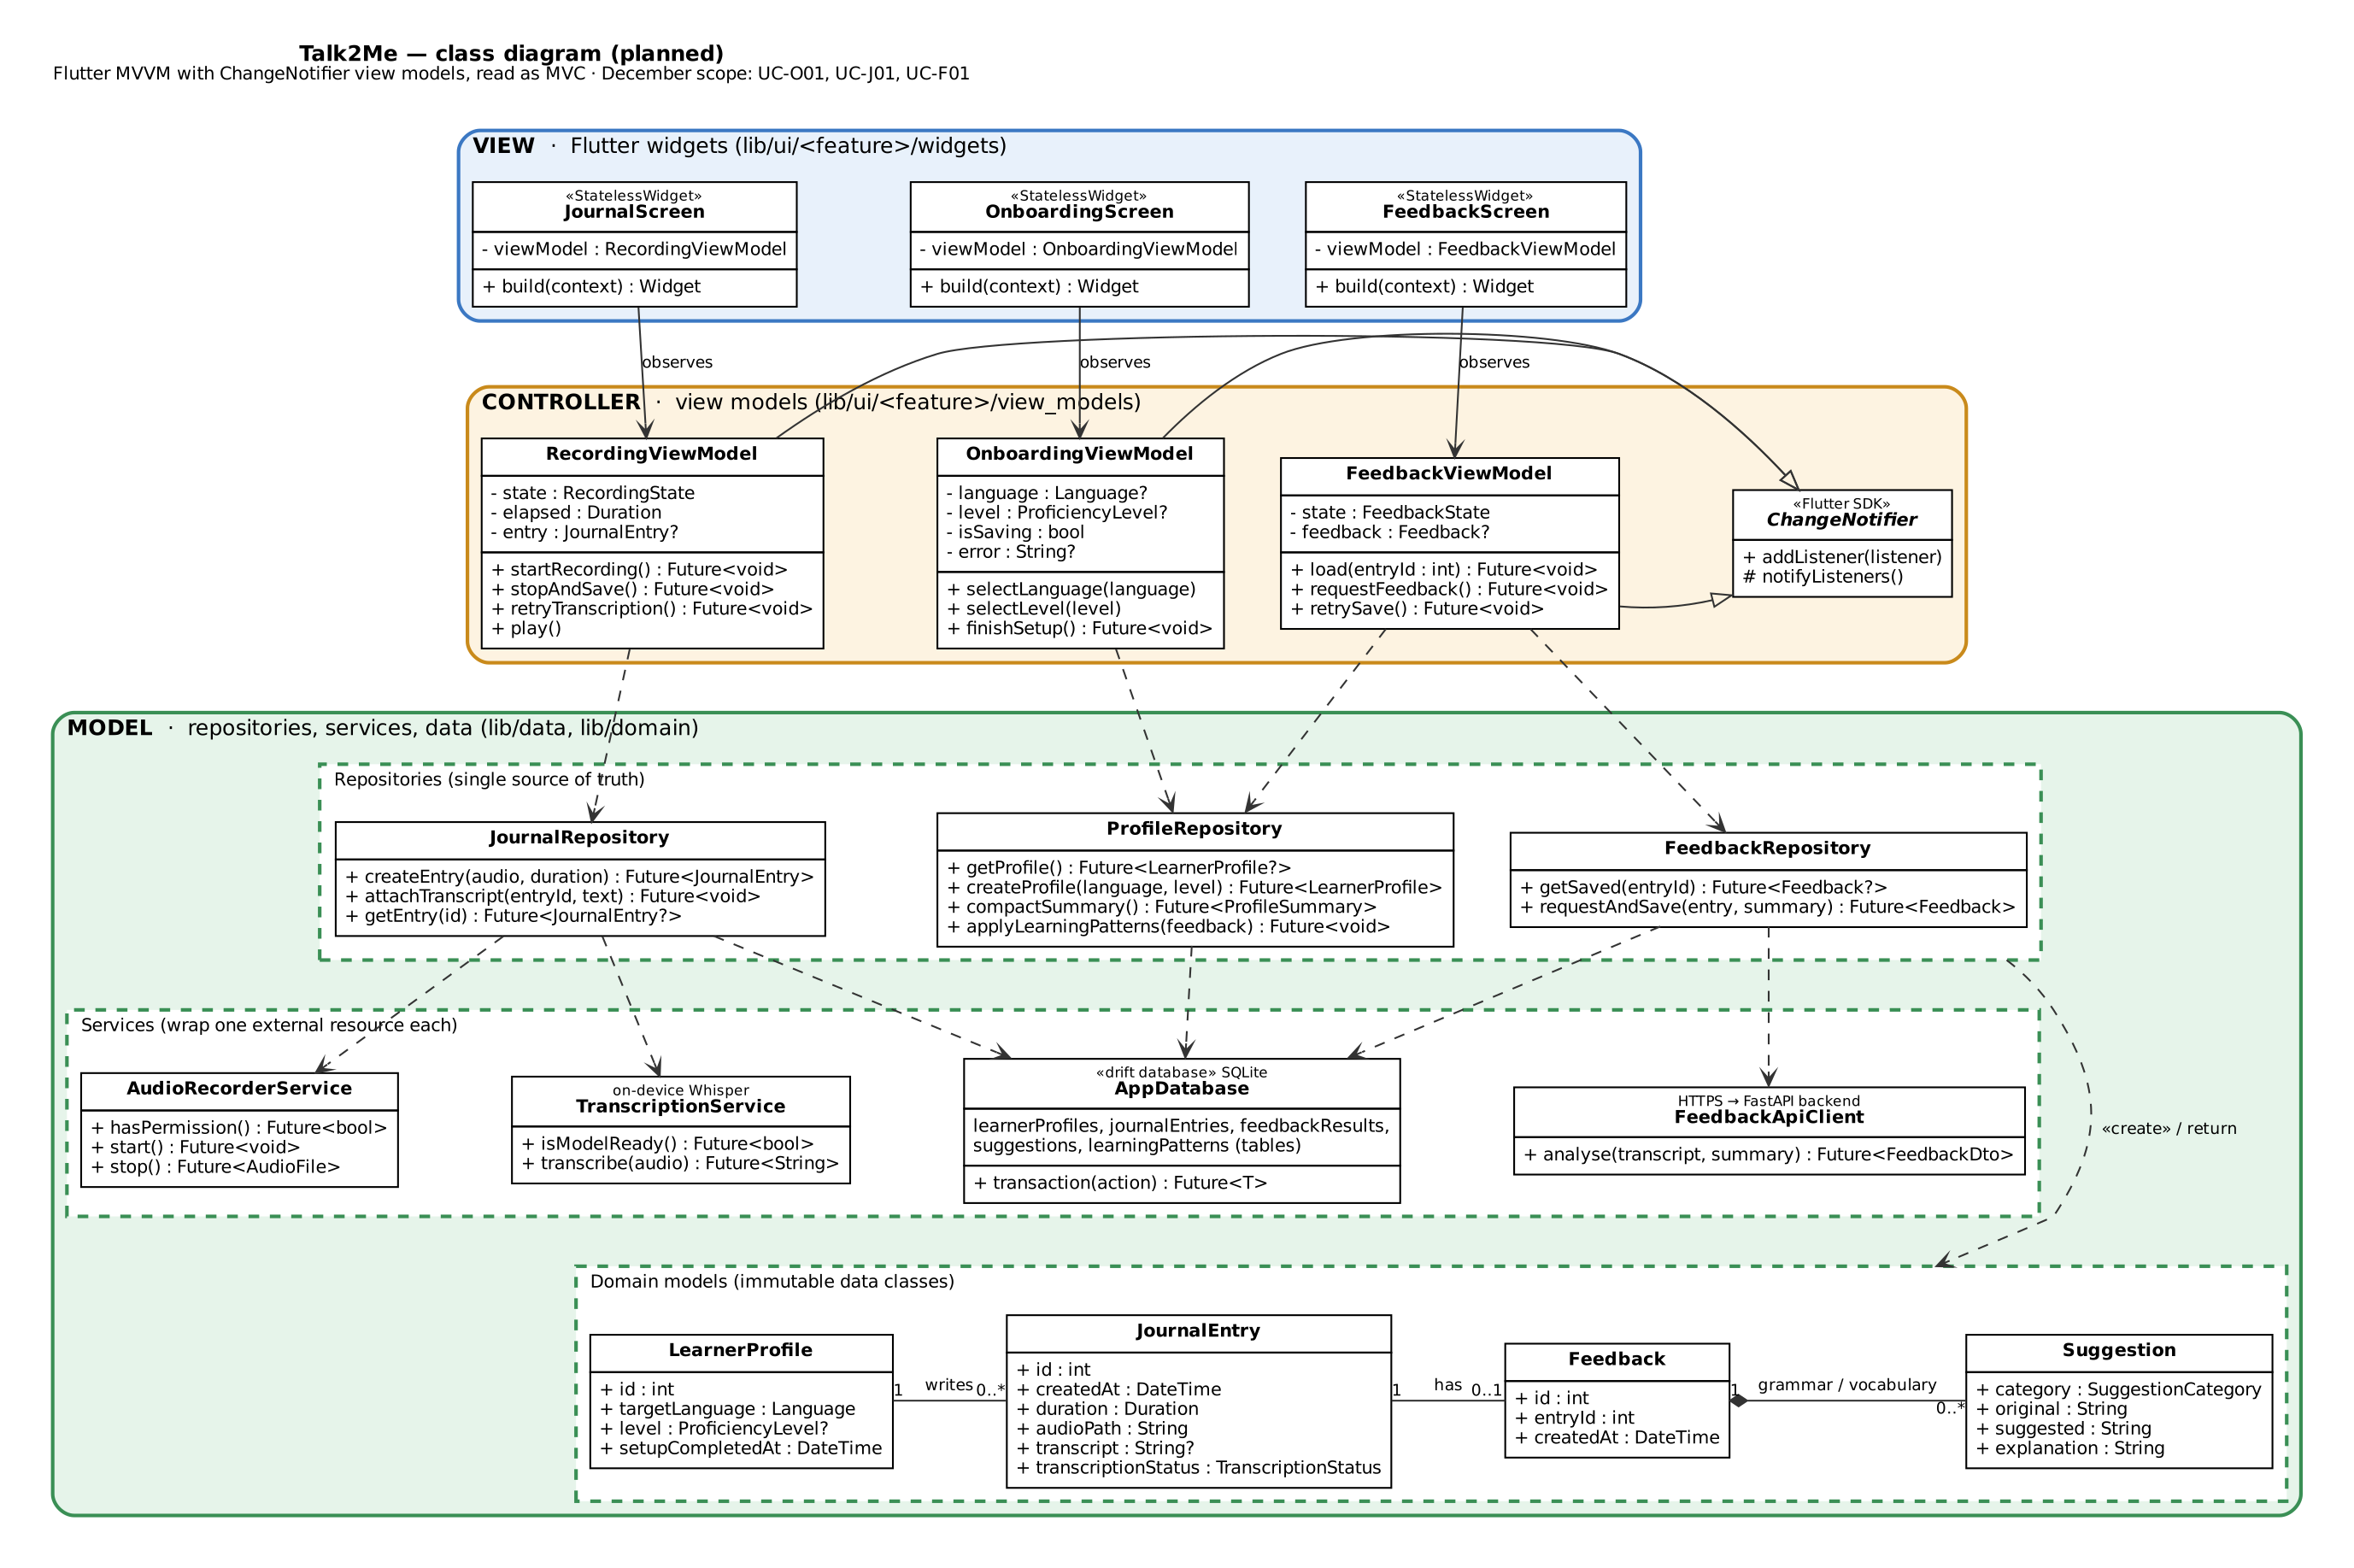 Talk2Me — class diagram (planned)
Flutter MVVM with ChangeNotifier view models, read as MVC · December scope: UC-O01, UC-J01, UC-F01
VIEW · Flutter widgets (lib/ui/<feature>/widgets)
«StatelessWidget»
JournalScreen
- viewModel : RecordingViewModel
+ build(context) : Widget
«StatelessWidget»
OnboardingScreen
- viewModel : OnboardingViewModel
+ build(context) : Widget
«StatelessWidget»
FeedbackScreen
- viewModel : FeedbackViewModel
+ build(context) : Widget
observes
observes
observes
CONTROLLER · view models (lib/ui/<feature>/view_models)
RecordingViewModel
- state : RecordingState
- elapsed : Duration
- entry : JournalEntry?
+ startRecording() : Future<void>
+ stopAndSave() : Future<void>
+ retryTranscription() : Future<void>
+ play()
OnboardingViewModel
- language : Language?
- level : ProficiencyLevel?
- isSaving : bool
- error : String?
+ selectLanguage(language)
+ selectLevel(level)
+ finishSetup() : Future<void>
FeedbackViewModel
- state : FeedbackState
- feedback : Feedback?
+ load(entryId : int) : Future<void>
+ requestFeedback() : Future<void>
+ retrySave() : Future<void>
«Flutter SDK»
ChangeNotifier
+ addListener(listener)
# notifyListeners()
MODEL · repositories, services, data (lib/data, lib/domain)
Repositories (single source of truth)
JournalRepository
+ createEntry(audio, duration) : Future<JournalEntry>
+ attachTranscript(entryId, text) : Future<void>
+ getEntry(id) : Future<JournalEntry?>
ProfileRepository
+ getProfile() : Future<LearnerProfile?>
+ createProfile(language, level) : Future<LearnerProfile>
+ compactSummary() : Future<ProfileSummary>
+ applyLearningPatterns(feedback) : Future<void>
FeedbackRepository
+ getSaved(entryId) : Future<Feedback?>
+ requestAndSave(entry, summary) : Future<Feedback>
Services (wrap one external resource each)
AudioRecorderService
+ hasPermission() : Future<bool>
+ start() : Future<void>
+ stop() : Future<AudioFile>
on-device Whisper
TranscriptionService
+ isModelReady() : Future<bool>
+ transcribe(audio) : Future<String>
«drift database» SQLite
AppDatabase
learnerProfiles, journalEntries, feedbackResults,
suggestions, learningPatterns (tables)
+ transaction(action) : Future<T>
HTTPS → FastAPI backend
FeedbackApiClient
+ analyse(transcript, summary) : Future<FeedbackDto>
«create» / return
Domain models (immutable data classes)
LearnerProfile
+ id : int
+ targetLanguage : Language
+ level : ProficiencyLevel?
+ setupCompletedAt : DateTime
1 writes 0..*
JournalEntry
+ id : int
+ createdAt : DateTime
+ duration : Duration
+ audioPath : String
+ transcript : String?
+ transcriptionStatus : TranscriptionStatus
1 has 0..1
Feedback
+ id : int
+ entryId : int
+ createdAt : DateTime
1 grammar / vocabulary
0..*
Suggestion
+ category : SuggestionCategory
+ original : String
+ suggested : String
+ explanation : String